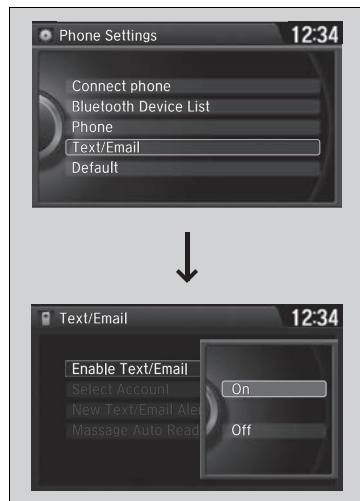 Phone Settings 12:34
Connect phone
Bluetooth Device List
Phone
Text/Email
Default
Text/Email 12:34
Enable Text/Email
Select Account
New Text/Email Ale
Massage Auto Read
On
Off